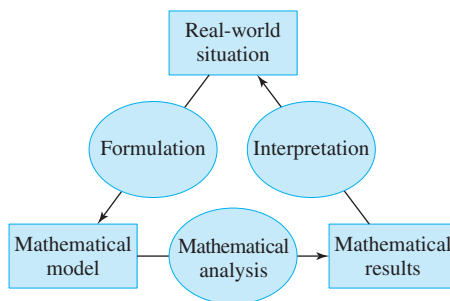 Real-world
situation
Formulation
Interpretation
Mathematical
model
Mathematical
analysis
Mathematical
results